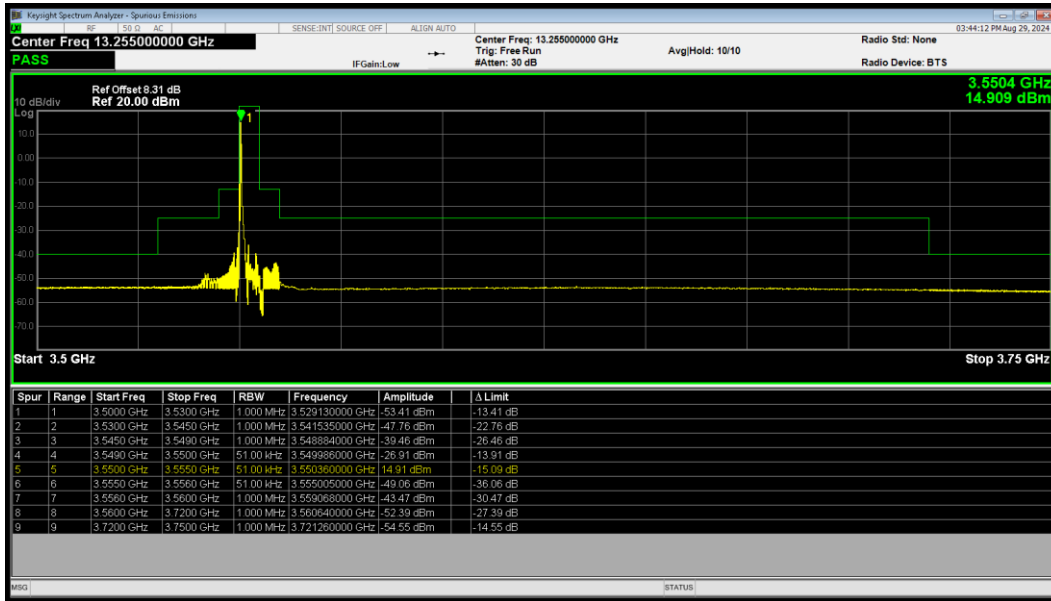 Keysight Spectrum Analyzer - Spurious Emissions
RF 50 Ω AC SENSE:INT SOURCE OFF ALIGN AUTO 03:44:12 PM Aug 29, 2024
Center Freq 13.255000000 GHz Center Freq: 13.255000000 GHz Radio Std: None
Trig: Free Run Avg|Hold: 10/10
PASS IFGain:Low #Atten: 30 dB Radio Device: BTS
3.5504 GHz
14.909 dBm
Ref Offset 8.31 dB
10 dB/div Ref 20.00 dBm
Log
1
10.0
0.00
-10.0
-20.0
-30.0
-40.0
-50.0
-60.0
-70.0
Start 3.5 GHz Stop 3.75 GHz
Spur Range Start Freq Stop Freq RBW Frequency Amplitude Δ Limit
1 1 3.5000 GHz 3.5300 GHz 1.000 MHz 3.529130000 GHz -53.41 dBm -13.41 dB
2 2 3.5300 GHz 3.5450 GHz 1.000 MHz 3.541535000 GHz -47.76 dBm -22.76 dB
3 3 3.5450 GHz 3.5490 GHz 1.000 MHz 3.548884000 GHz -39.46 dBm -26.46 dB
4 4 3.5490 GHz 3.5500 GHz 51.00 kHz 3.549986000 GHz -26.91 dBm -13.91 dB
5 5 3.5500 GHz 3.5550 GHz 51.00 kHz 3.550360000 GHz 14.91 dBm -15.09 dB
6 6 3.5550 GHz 3.5560 GHz 51.00 kHz 3.555005000 GHz -49.06 dBm -36.06 dB
7 7 3.5560 GHz 3.5600 GHz 1.000 MHz 3.559068000 GHz -43.47 dBm -30.47 dB
8 8 3.5600 GHz 3.7200 GHz 1.000 MHz 3.560640000 GHz -52.39 dBm -27.39 dB
9 9 3.7200 GHz 3.7500 GHz 1.000 MHz 3.721260000 GHz -54.55 dBm -14.55 dB
MSG STATUS